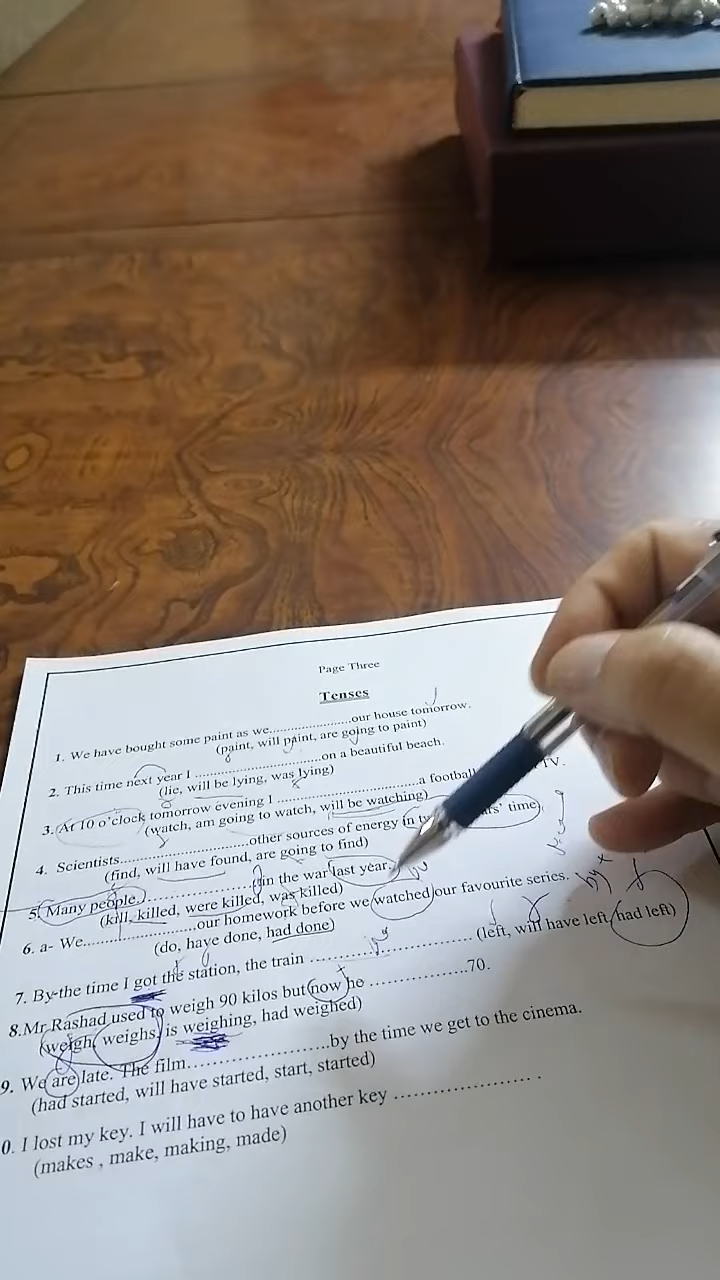 Page Three
Tenses
1. We have bought some paint as we......................our house tomorrow.
(paint, will paint, are going to paint)
2. This time next year I ..................................on a beautiful beach.
(lie, will be lying, was lying)
3. At 10 o'clock tomorrow evening I ......................................a football TV.
(watch, am going to watch, will be watching)
4. Scientists...................................other sources of energy in time.
(find, will have found, are going to find)
5. Many people..............................in the war last year.
(kill, killed, were killed, was killed)
6. a- We..............................our homework before we watched our favourite series.
(do, have done, had done)
7. By the time I got the station, the train ........................................ (left, will have left, had left)
8.Mr Rashad used to weigh 90 kilos but now he ......................70.
(weigh, weighs, is weighing, had weighed)
9. We are late. The film................................by the time we get to the cinema.
(had started, will have started, start, started)
0. I lost my key. I will have to have another key .............................. .
(makes , make, making, made)